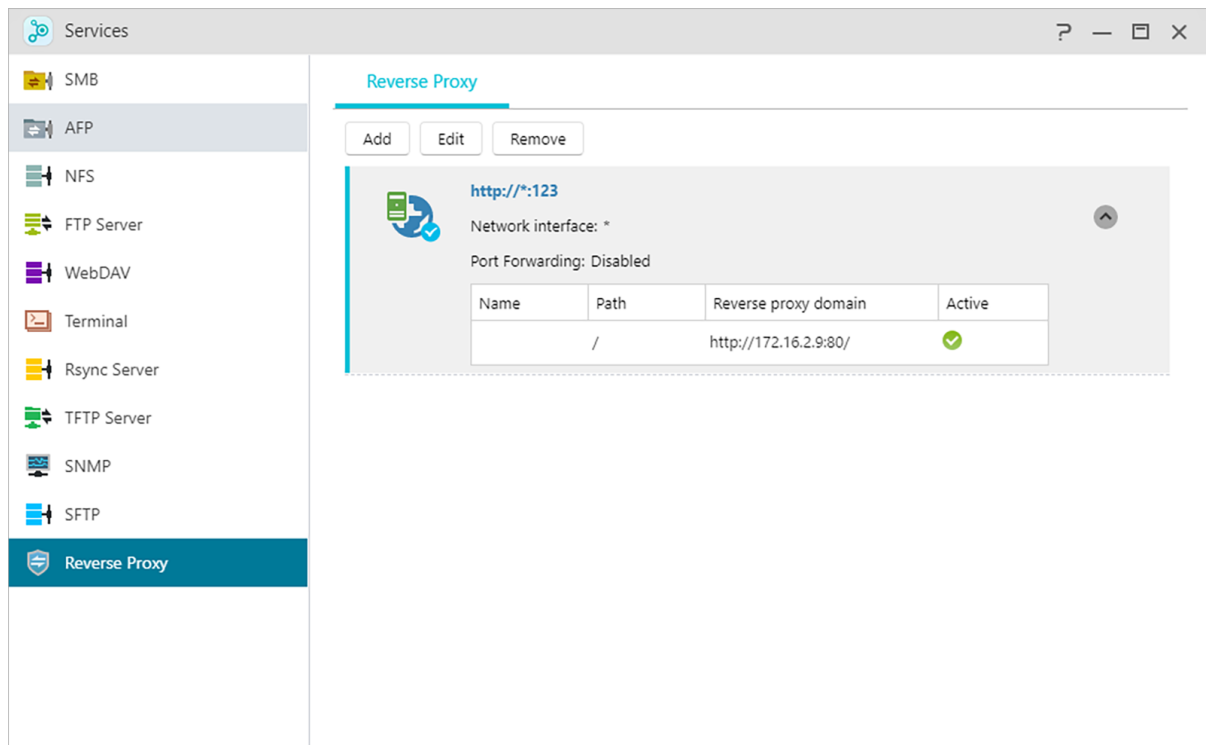 Services
SMB
AFP
NFS
FTP Server
WebDAV
Terminal
Rsync Server
TFTP Server
SNMP
SFTP
Reverse Proxy
Reverse Proxy
Add Edit Remove
http://*:123
Network interface: *
Port Forwarding: Disabled
Name Path Reverse proxy domain Active
/ http://172.16.2.9:80/